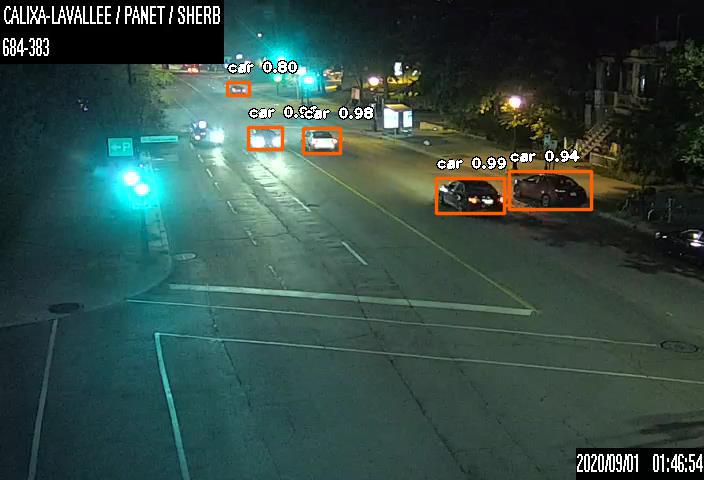 CALIXA-LAVALLEE / PANET / SHERB
684-383
car 0.80
car 0.98
car 0.99
car 0.94
P
2020/09/01 01:46:54